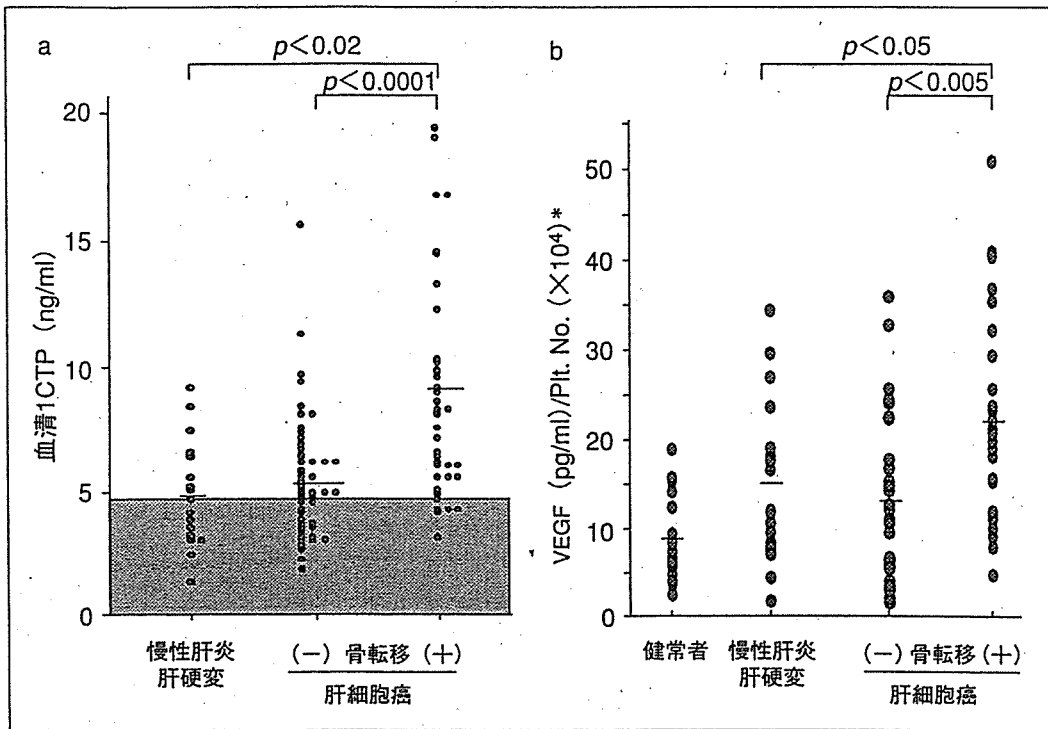 a
p<0.02
p<0.0001
血清1CTP (ng/ml)
20
15
10
5
0
慢性肝炎
肝硬変
(−) 骨転移 (+)
肝細胞癌
b
p<0.05
p<0.005
VEGF (pg/ml)/Plt. No. (×10⁴)*
50
40
30
20
10
0
健常者
慢性肝炎
肝硬変
(−) 骨転移 (+)
肝細胞癌